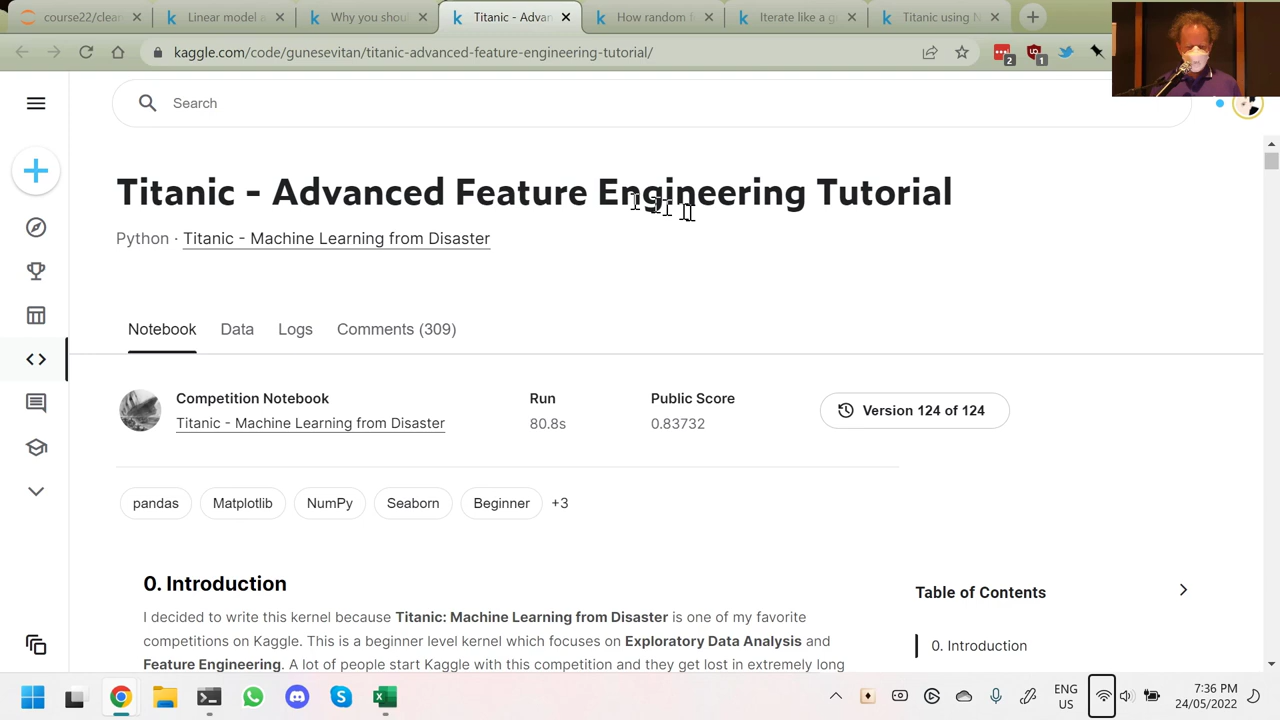 course22/clean
Linear model a
Why you shou
Titanic - Advan
How random f
Iterate like a g
Titanic using N
kaggle.com/code/gunesevitan/titanic-advanced-feature-engineering-tutorial/
2
1
Search
Titanic - Advanced Feature Engineering Tutorial
Python · Titanic - Machine Learning from Disaster
Notebook
Data
Logs
Comments (309)
Competition Notebook
Titanic - Machine Learning from Disaster
Run
80.8s
Public Score
0.83732
Version 124 of 124
pandas
Matplotlib
NumPy
Seaborn
Beginner
+3
0. Introduction
I decided to write this kernel because Titanic: Machine Learning from Disaster is one of my favorite
competitions on Kaggle. This is a beginner level kernel which focuses on Exploratory Data Analysis and
Feature Engineering. A lot of people start Kaggle with this competition and they get lost in extremely long
Table of Contents
0. Introduction
ENG
US
7:36 PM
24/05/2022